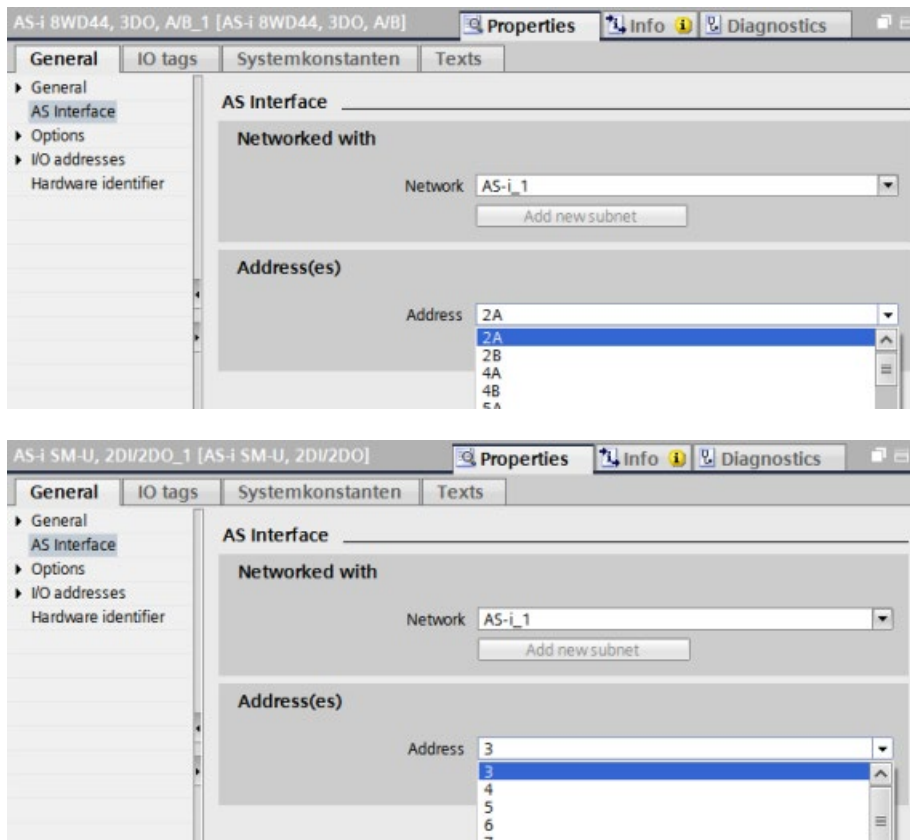 AS-i 8WD44, 3DO, A/B_1 [AS-i 8WD44, 3DO, A/B] Properties Info Diagnostics
General IO tags Systemkonstanten Texts
General
AS Interface
Options
I/O addresses
Hardware identifier
AS Interface
Networked with
Network AS-i_1
Add new subnet
Address(es)
Address 2A
2A
2B
4A
4B
5A
AS-i SM-U, 2DI/2DO_1 [AS-i SM-U, 2DI/2DO] Properties Info Diagnostics
General IO tags Systemkonstanten Texts
General
AS Interface
Options
I/O addresses
Hardware identifier
AS Interface
Networked with
Network AS-i_1
Add new subnet
Address(es)
Address 3
3
4
5
6